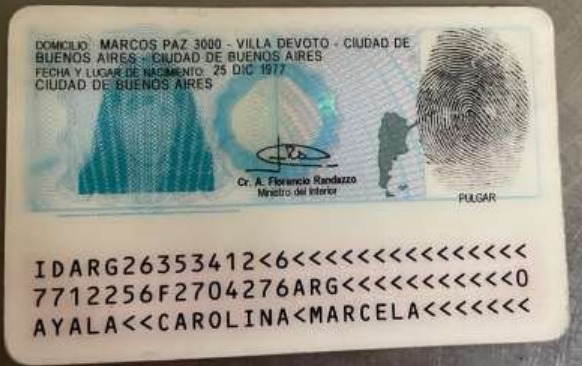 DOMICILIO: MARCOS PAZ 3000 - VILLA DEVOTO - CIUDAD DE
BUENOS AIRES - CIUDAD DE BUENOS AIRES
FECHA Y LUGAR DE NACIMIENTO: 25 DIC 1977
CIUDAD DE BUENOS AIRES
Cr. A. Florencio Randazzo
Ministro del Interior
PULGAR
IDARG26353412<6<<<<<<<<<<<<<<<
7712256F2704276ARG<<<<<<<<<<<0
AYALA<<CAROLINA<MARCELA<<<<<<<